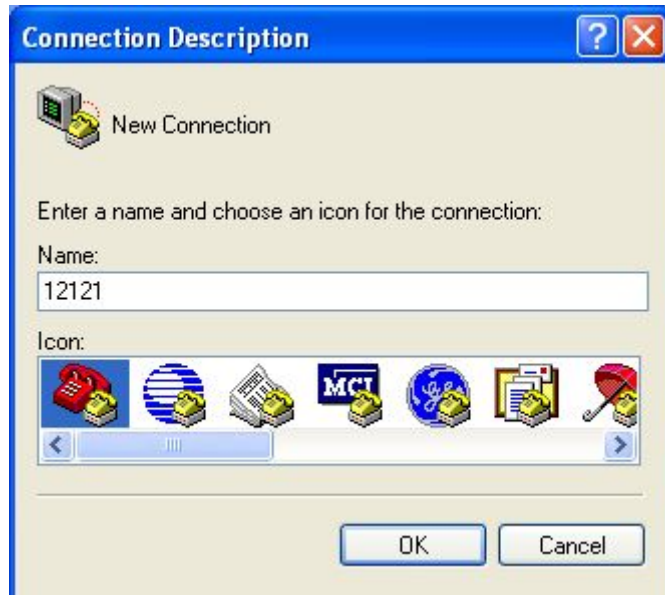 Connection Description
New Connection
Enter a name and choose an icon for the connection:
Name:
12121
Icon:
MCI
OK Cancel